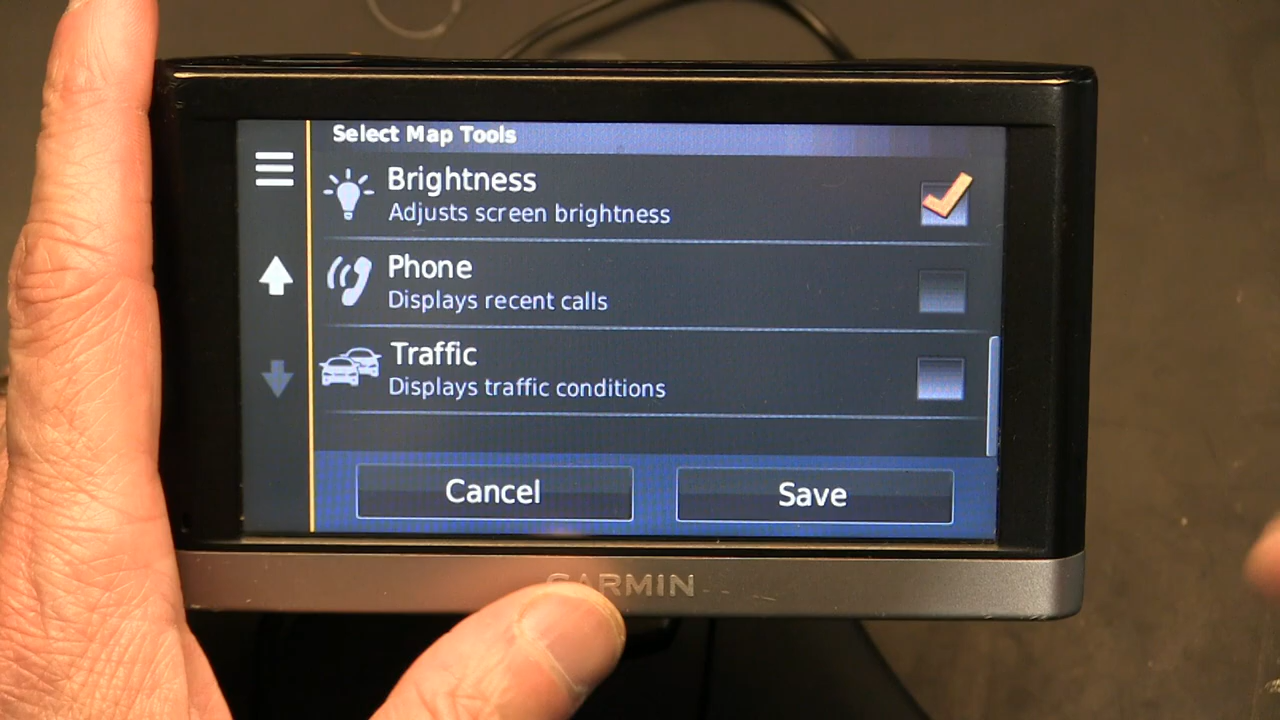 Select Map Tools
Brightness
Adjusts screen brightness
Phone
Displays recent calls
Traffic
Displays traffic conditions
Cancel
Save
GARMIN